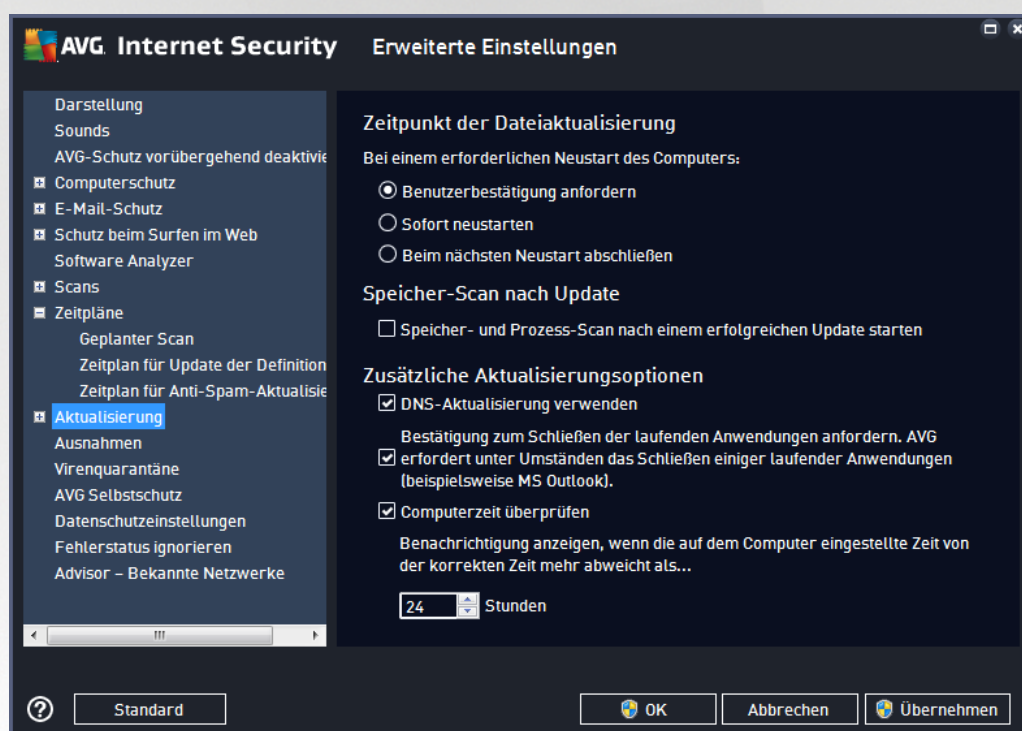 AVG. Internet Security
Erweiterte Einstellungen
Darstellung
Sounds
AVG-Schutz vorübergehend deaktivie
Computerschutz
E-Mail-Schutz
Schutz beim Surfen im Web
Software Analyzer
Scans
Zeitpläne
Geplanter Scan
Zeitplan für Update der Definition
Zeitplan für Anti-Spam-Aktualisie
Aktualisierung
Ausnahmen
Virenquarantäne
AVG Selbstschutz
Datenschutzeinstellungen
Fehlerstatus ignorieren
Advisor – Bekannte Netzwerke
Zeitpunkt der Dateiaktualisierung
Bei einem erforderlichen Neustart des Computers:
Benutzerbestätigung anfordern
Sofort neustarten
Beim nächsten Neustart abschließen
Speicher-Scan nach Update
Speicher- und Prozess-Scan nach einem erfolgreichen Update starten
Zusätzliche Aktualisierungsoptionen
DNS-Aktualisierung verwenden
Bestätigung zum Schließen der laufenden Anwendungen anfordern. AVG
erfordert unter Umständen das Schließen einiger laufender Anwendungen
(beispielsweise MS Outlook).
Computerzeit überprüfen
Benachrichtigung anzeigen, wenn die auf dem Computer eingestellte Zeit von
der korrekten Zeit mehr abweicht als...
24 Stunden
? Standard
OK
Abbrechen
Übernehmen